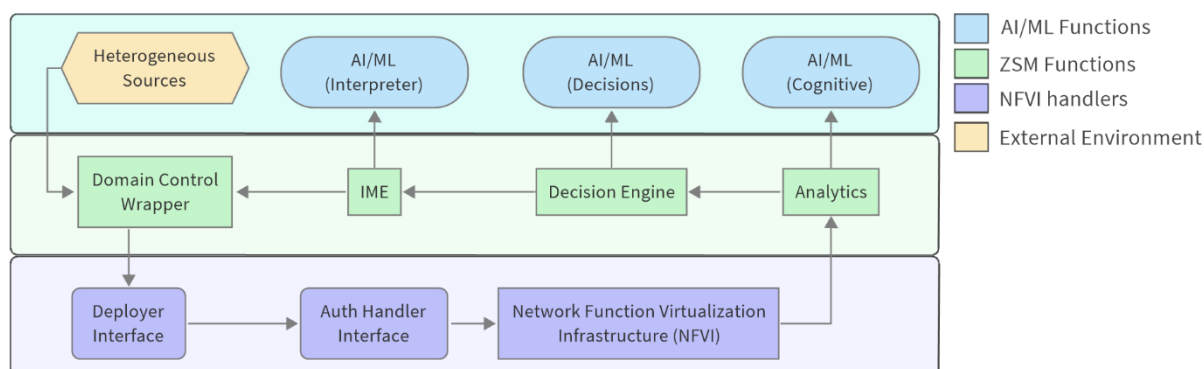 Heterogeneous
Sources
AI/ML
(Interpreter)
AI/ML
(Decisions)
AI/ML
(Cognitive)
AI/ML Functions
ZSM Functions
NFVI handlers
External Environment
Domain Control
Wrapper
IME
Decision Engine
Analytics
Deployer
Interface
Auth Handler
Interface
Network Function Virtualization
Infrastructure (NFVI)